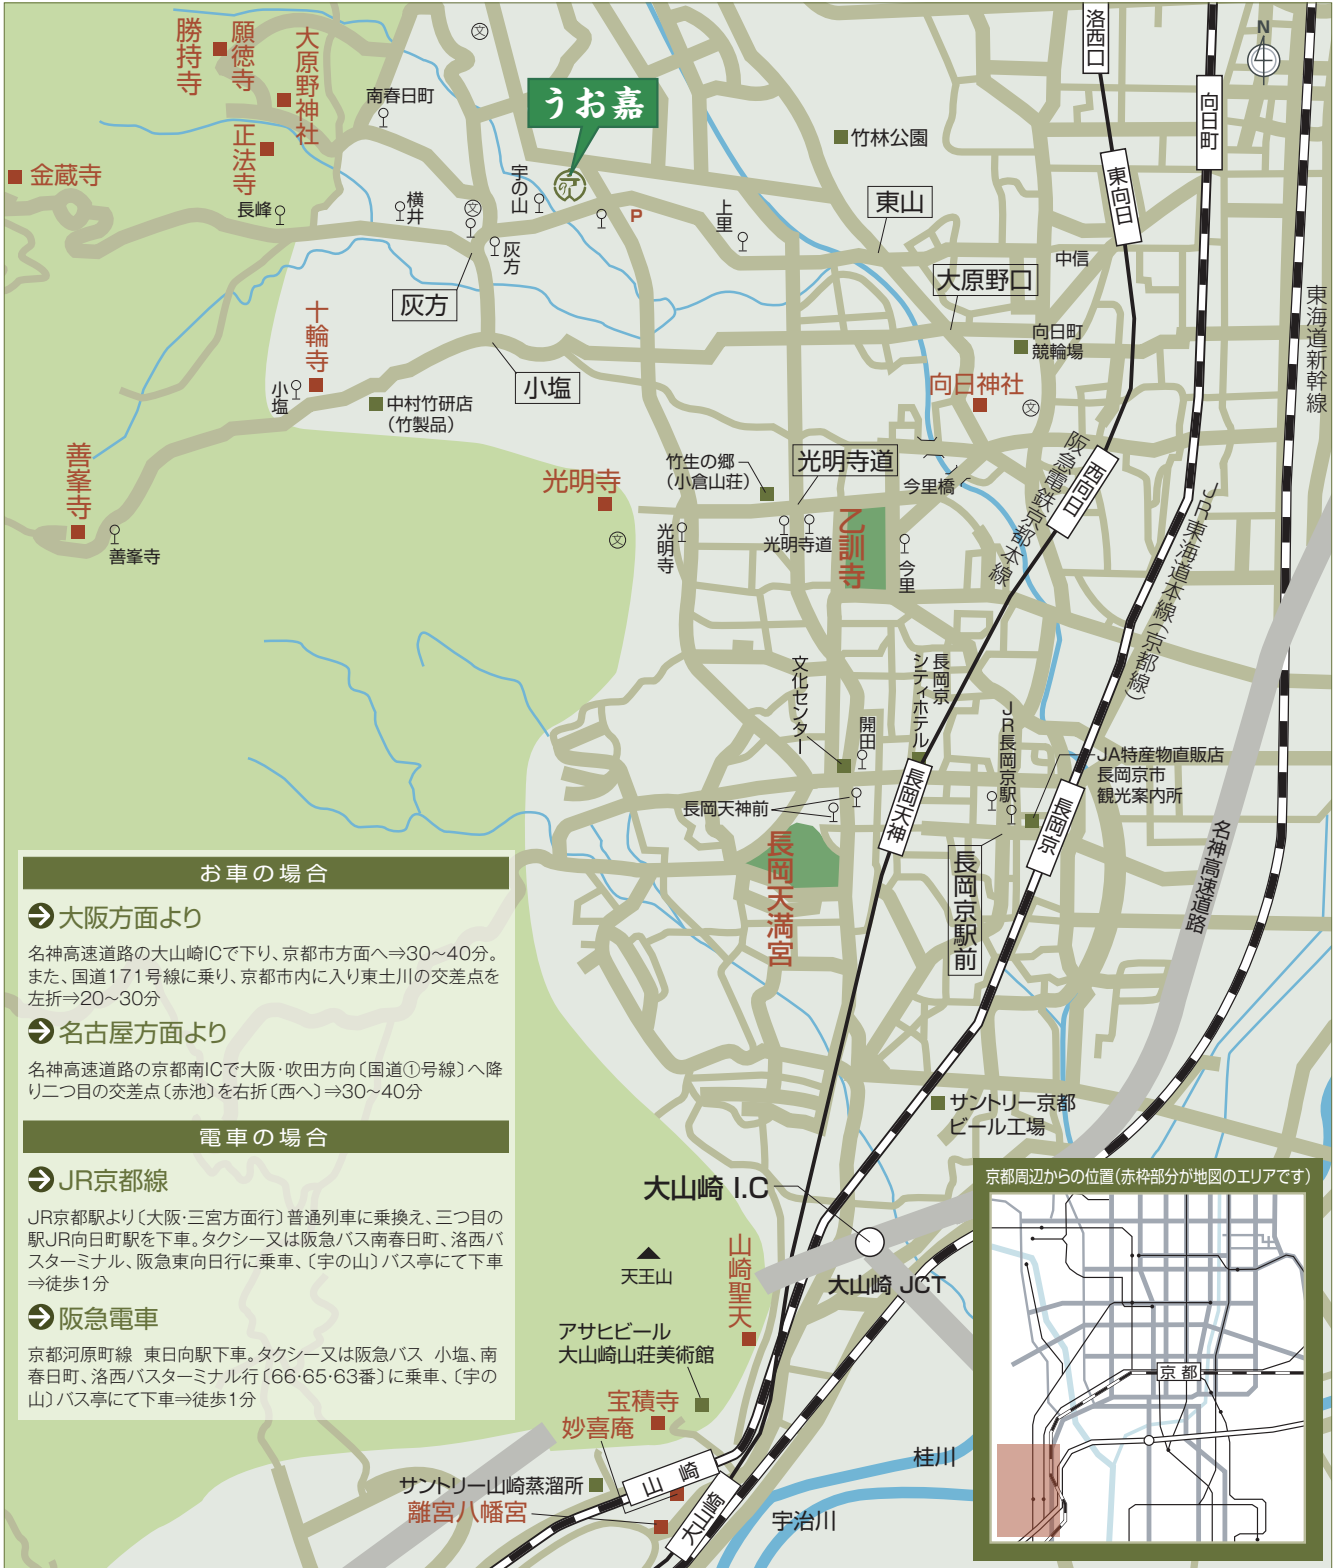 勝持寺
願徳寺
大原野神社
正法寺
金蔵寺
長峰
南春日町
文
うお嘉
竹林公園
洛西口
向日町
N
東向日
横井
文
灰方
宇の山
P
上里
東山
中信
大原野口
灰方
十輪寺
小塩
小塩
向日町
競輪場
東海道新幹線
中村竹研店
(竹製品)
向日神社
文
善峯寺
善峯寺
光明寺
文
光明寺
竹生の郷
(小倉山荘)
光明寺道
光明寺道
乙訓寺
今里橋
今里
阪急電鉄京都本線
西向日
JR東海道本線(京都線)
文化センター
開田
長岡京
シティホテル
JR長岡京駅
JA特産物直販店
長岡京市
観光案内所
長岡天神前
長岡天満宮
長岡天神
長岡京駅前
長岡京
名神高速道路
お車の場合
大阪方面より
名神高速道路の大山崎ICで下り、京都市方面へ⇒30〜40分。
また、国道171号線に乗り、京都市内に入り東土川の交差点を
左折⇒20〜30分
名古屋方面より
名神高速道路の京都南ICで大阪・吹田方向〔国道①号線〕へ降
り二つ目の交差点〔赤池〕を右折〔西へ〕⇒30〜40分
電車の場合
JR京都線
JR京都駅より〔大阪・三宮方面行〕普通列車に乗換え、三つ目の
駅JR向日町駅を下車。タクシー又は阪急バス南春日町、洛西バ
スターミナル、阪急東向日行に乗車、〔宇の山〕バス亭にて下車
⇒徒歩1分
阪急電車
京都河原町線 東日向駅下車。タクシー又は阪急バス 小塩、南
春日町、洛西バスターミナル行〔66・65・63番〕に乗車、〔宇の
山〕バス亭にて下車⇒徒歩1分
サントリー京都
ビール工場
大山崎 I.C
天王山
山崎聖天
大山崎 JCT
アサヒビール
大山崎山荘美術館
宝積寺
妙喜庵
サントリー山崎蒸溜所
離宮八幡宮
山崎
大山崎
桂川
宇治川
京都周辺からの位置(赤枠部分が地図のエリアです)
京都